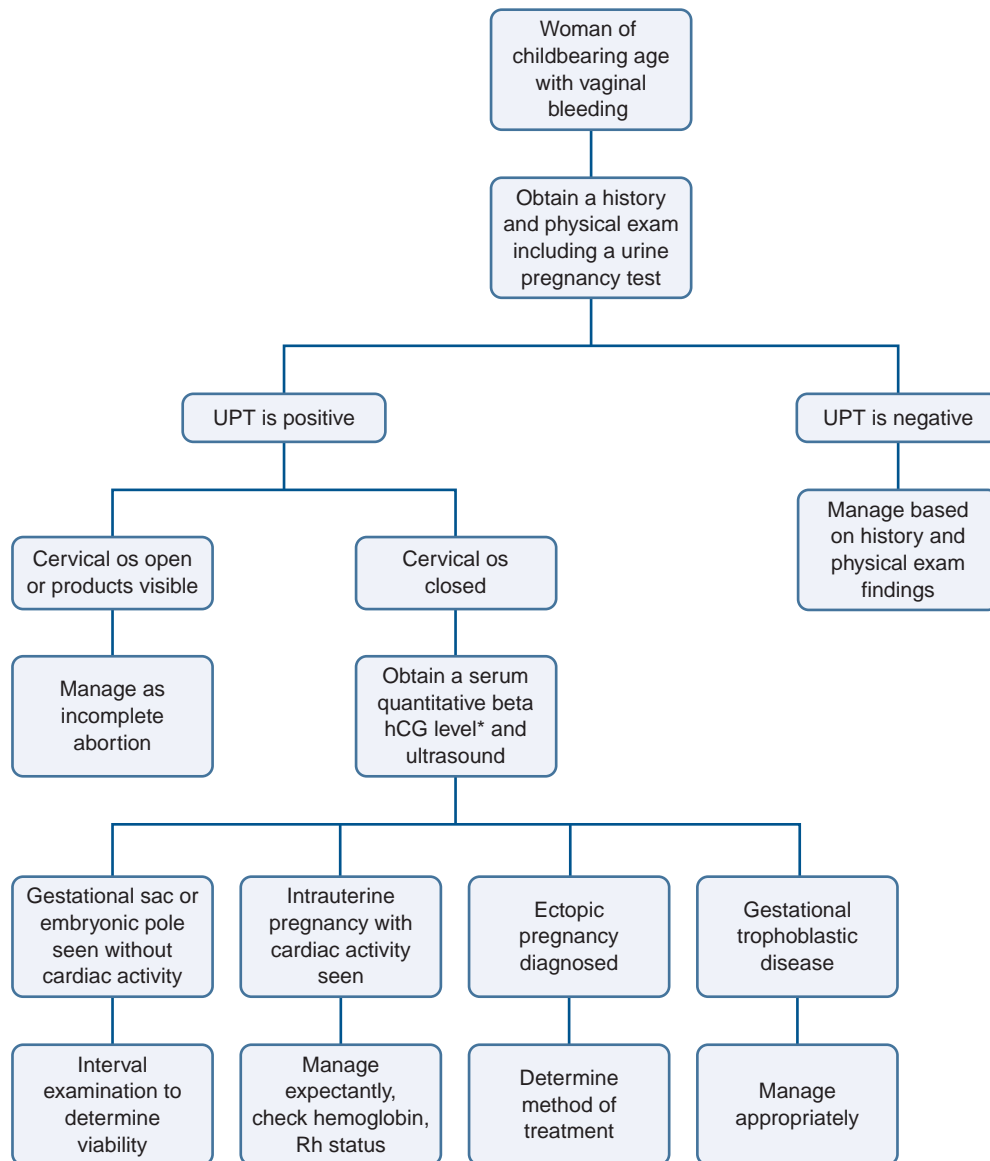 Woman of
childbearing age
with vaginal
bleeding
Obtain a history
and physical exam
including a urine
pregnancy test
UPT is positive
UPT is negative
Cervical os open
or products visible
Cervical os
closed
Manage based
on history and
physical exam
findings
Manage as
incomplete
abortion
Obtain a serum
quantitative beta
hCG level* and
ultrasound
Gestational sac or
embryonic pole
seen without
cardiac activity
Intrauterine
pregnancy with
cardiac activity
seen
Ectopic
pregnancy
diagnosed
Gestational
trophoblastic
disease
Interval
examination to
determine
viability
Manage
expectantly,
check hemoglobin,
Rh status
Determine
method of
treatment
Manage
appropriately